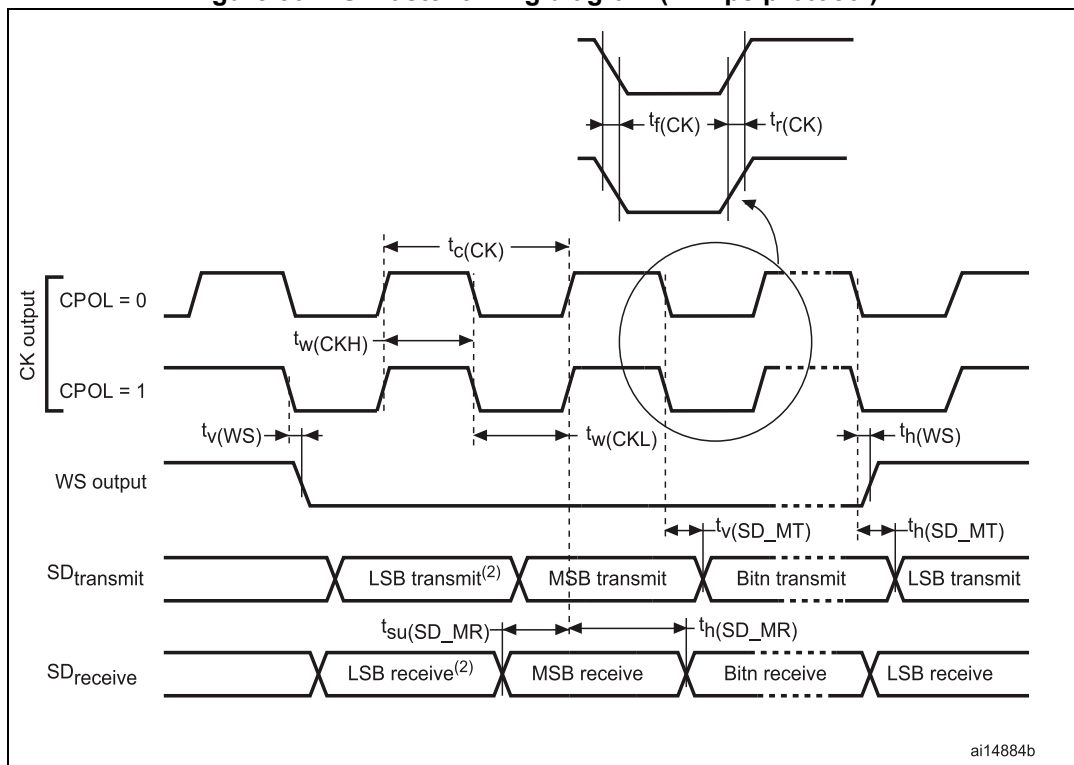 tf(CK)
tr(CK)
tc(CK)
CK output
CPOL = 0
tw(CKH)
CPOL = 1
tv(WS)
tw(CKL)
th(WS)
WS output
tv(SD_MT)
th(SD_MT)
SDtransmit
LSB transmit(2)
MSB transmit
Bitn transmit
LSB transmit
tsu(SD_MR)
th(SD_MR)
SDreceive
LSB receive(2)
MSB receive
Bitn receive
LSB receive
ai14884b